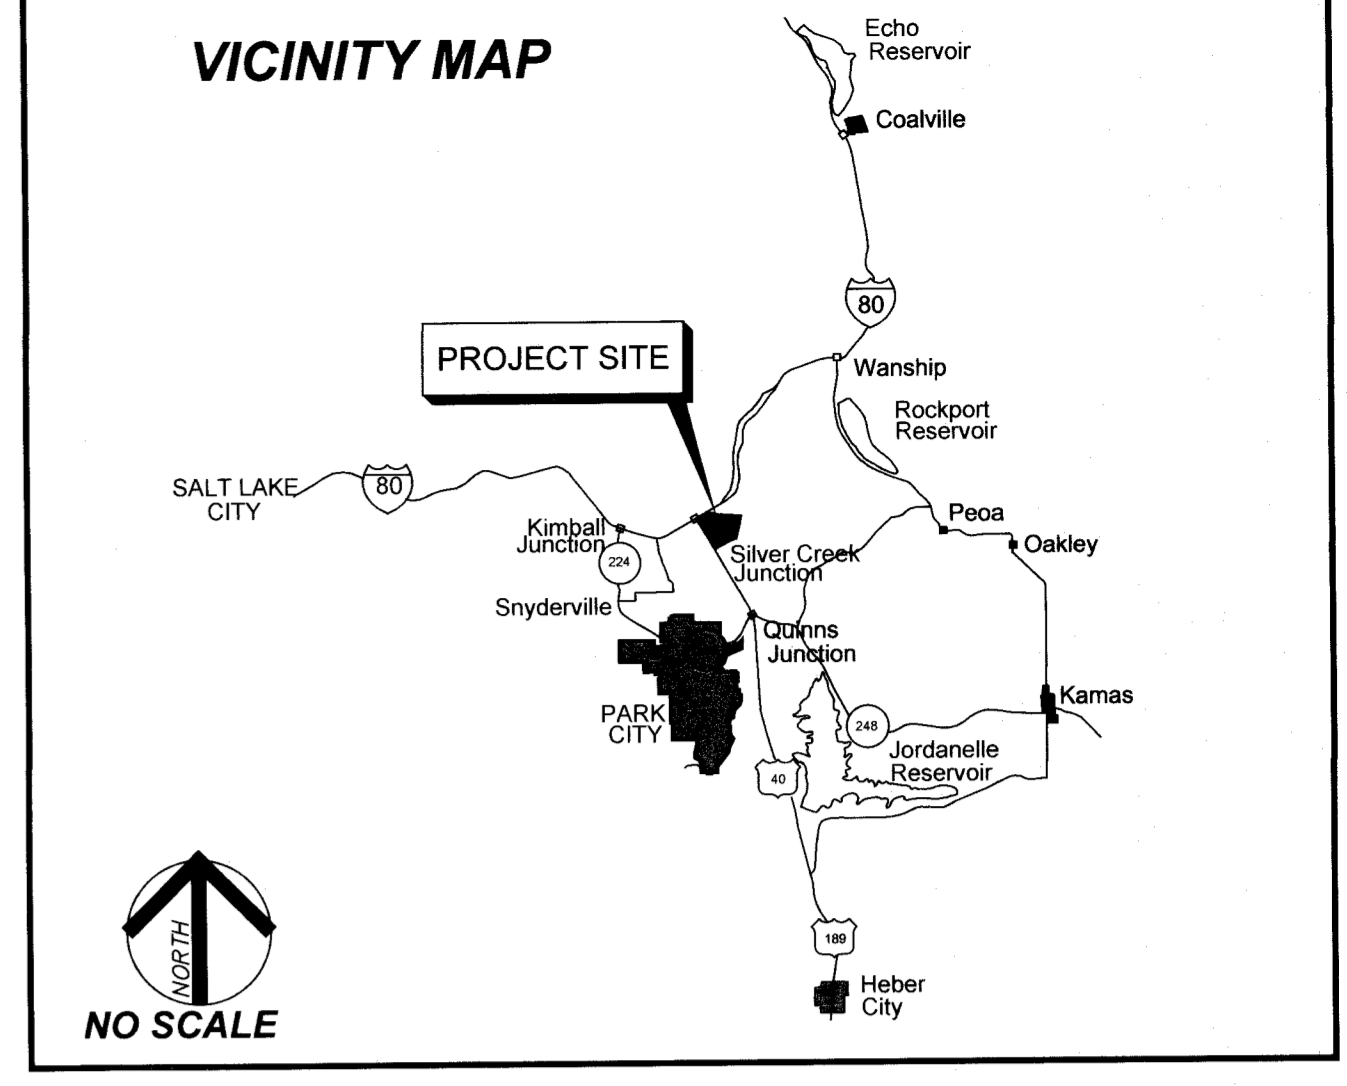 VICINITY MAP
Echo
Reservoir
Coalville
80
PROJECT SITE
Wanship
Rockport
Reservoir
SALT LAKE
CITY
80
Kimball
Junction
224
Silver Creek
Junction
Peoa
Oakley
Snyderville
Quinns
Junction
PARK
CITY
Kamas
248
Jordanelle
Reservoir
40
189
Heber
City
NORTH
NO SCALE